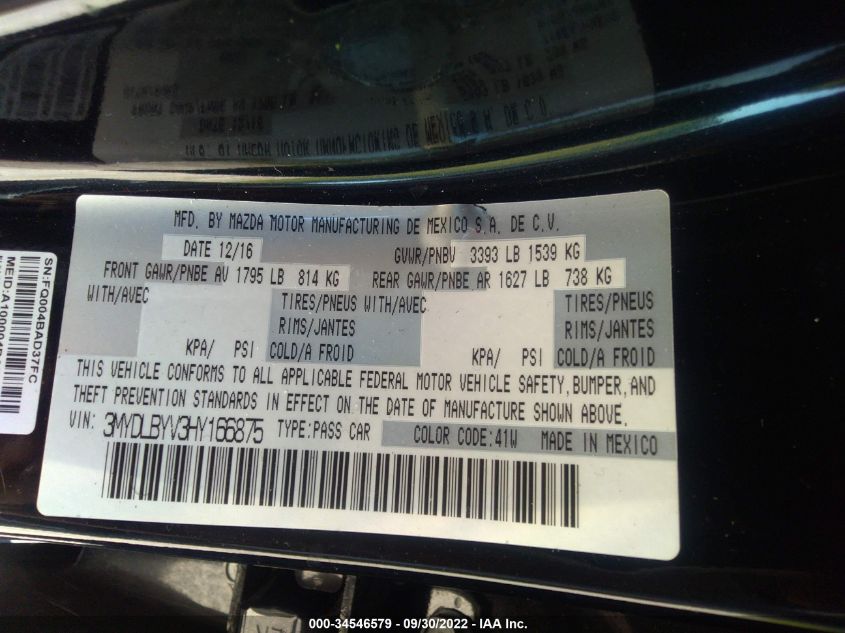 MFD. BY MAZDA MOTOR MANUFACTURING DE MEXICO S.A. DE C.V.
DATE 12/16 GVWR/PNBV 3393 LB 1539 KG
FRONT GAWR/PNBE AV 1795 LB 814 KG REAR GAWR/PNBE AR 1627 LB 738 KG
WITH/AVEC TIRES/PNEUS WITH/AVEC TIRES/PNEUS
RIMS/JANTES RIMS/JANTES
KPA/ PSI COLD/A FROID KPA/ PSI COLD/A FROID
THIS VEHICLE CONFORMS TO ALL APPLICABLE FEDERAL MOTOR VEHICLE SAFETY, BUMPER, AND
THEFT PREVENTION STANDARDS IN EFFECT ON THE DATE OF MANUFACTURE SHOWN ABOVE.
VIN: 3MYDLBYV3HY166875 TYPE:PASS CAR COLOR CODE:41W MADE IN MEXICO
SN:FQ004BAD37FC
000-34546579 - 09/30/2022 - IAA Inc.